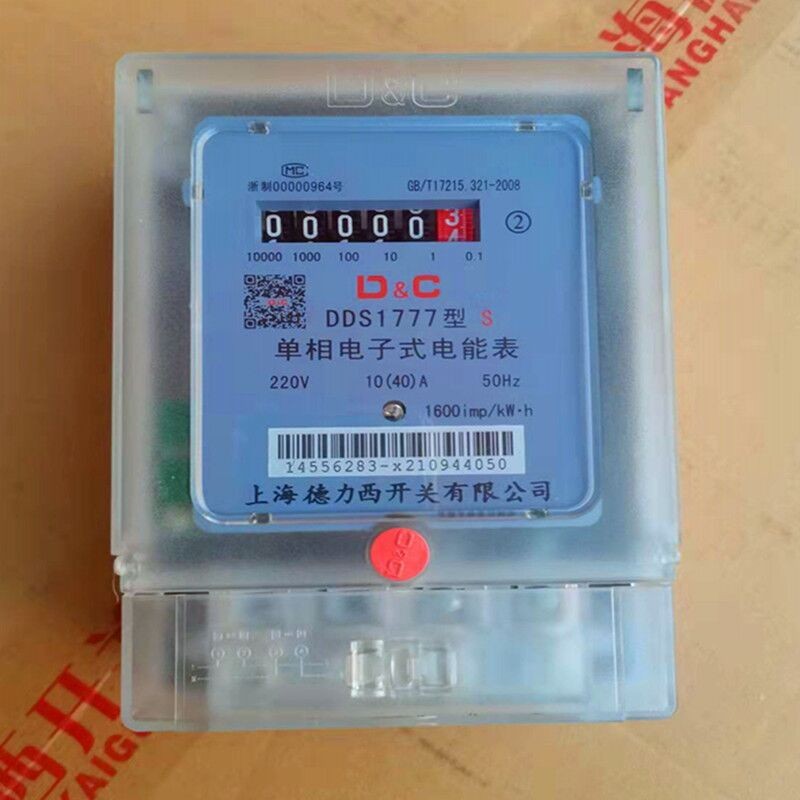 D&C
MC
浙制00000964号
GB/T17215.321-2008
0 0 0 0 0 3
4
②
10000 1000 100 10 1 0.1
D&C
DDS1777型 S
单相电子式电能表
220V 10(40)A 50Hz
1600imp/kW·h
14556283-x210944050
上海德力西开关有限公司
D&C